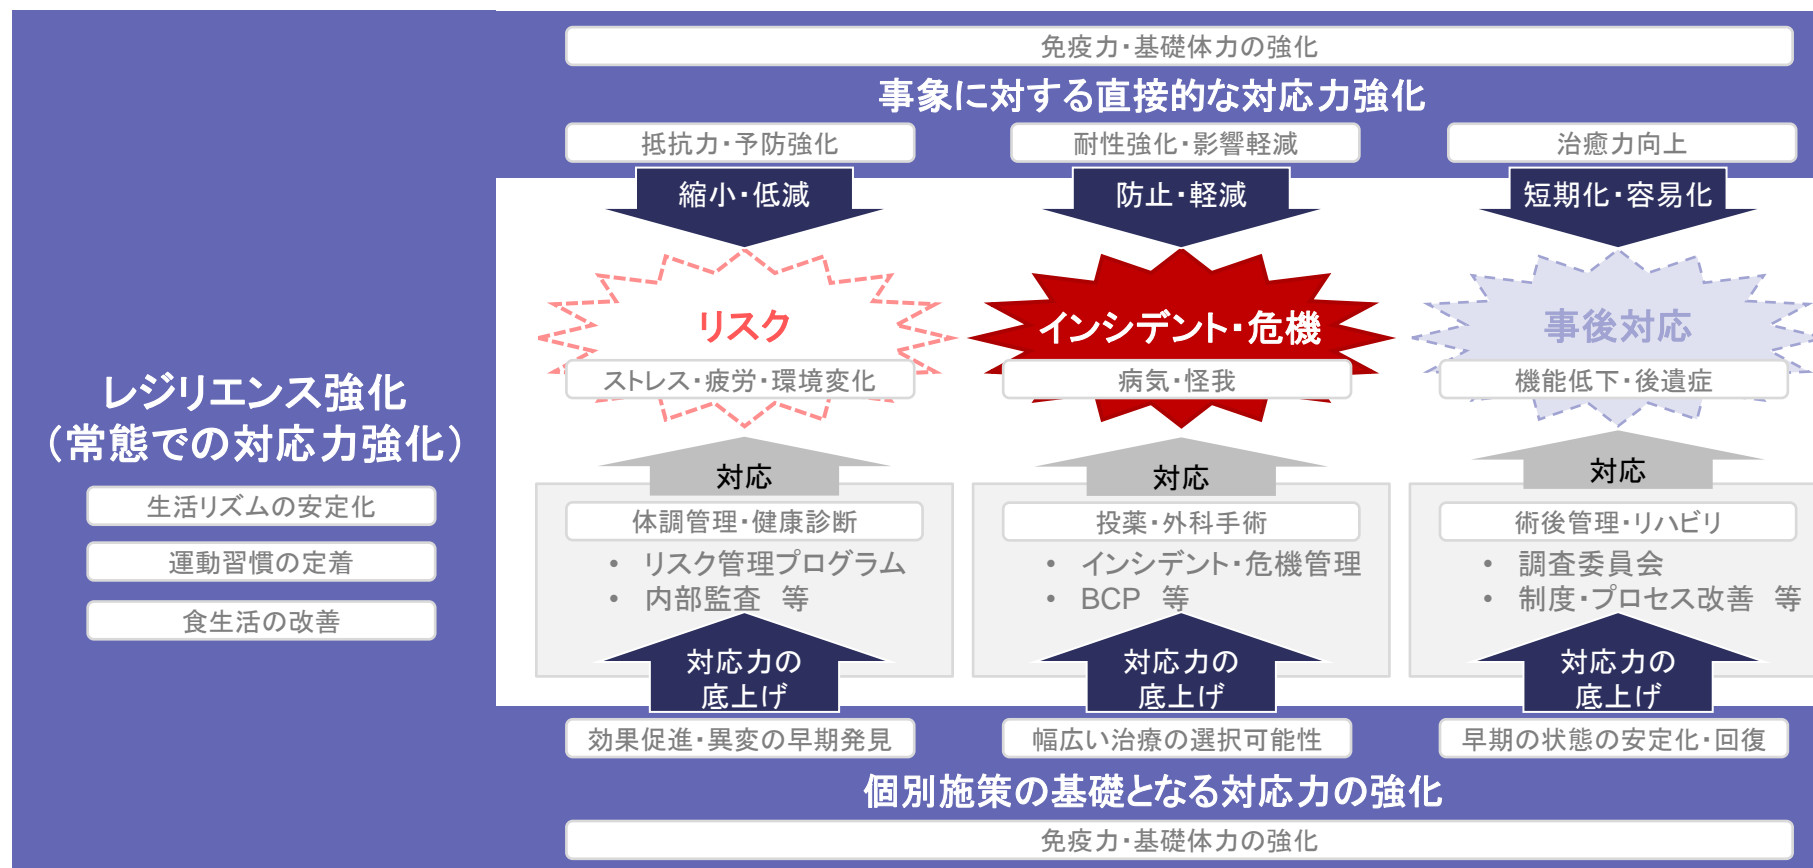 免疫力・基礎体力の強化
事象に対する直接的な対応力強化
抵抗力・予防強化
耐性強化・影響軽減
治癒力向上
縮小・低減
防止・軽減
短期化・容易化
リスク
インシデント・危機
事後対応
ストレス・疲労・環境変化
病気・怪我
機能低下・後遺症
レジリエンス強化
（常態での対応力強化）
生活リズムの安定化
運動習慣の定着
食生活の改善
対応
対応
対応
体調管理・健康診断
• リスク管理プログラム
• 内部監査　等
投薬・外科手術
• インシデント・危機管理
• BCP　等
術後管理・リハビリ
• 調査委員会
• 制度・プロセス改善　等
対応力の
底上げ
対応力の
底上げ
対応力の
底上げ
効果促進・異変の早期発見
幅広い治療の選択可能性
早期の状態の安定化・回復
個別施策の基礎となる対応力の強化
免疫力・基礎体力の強化